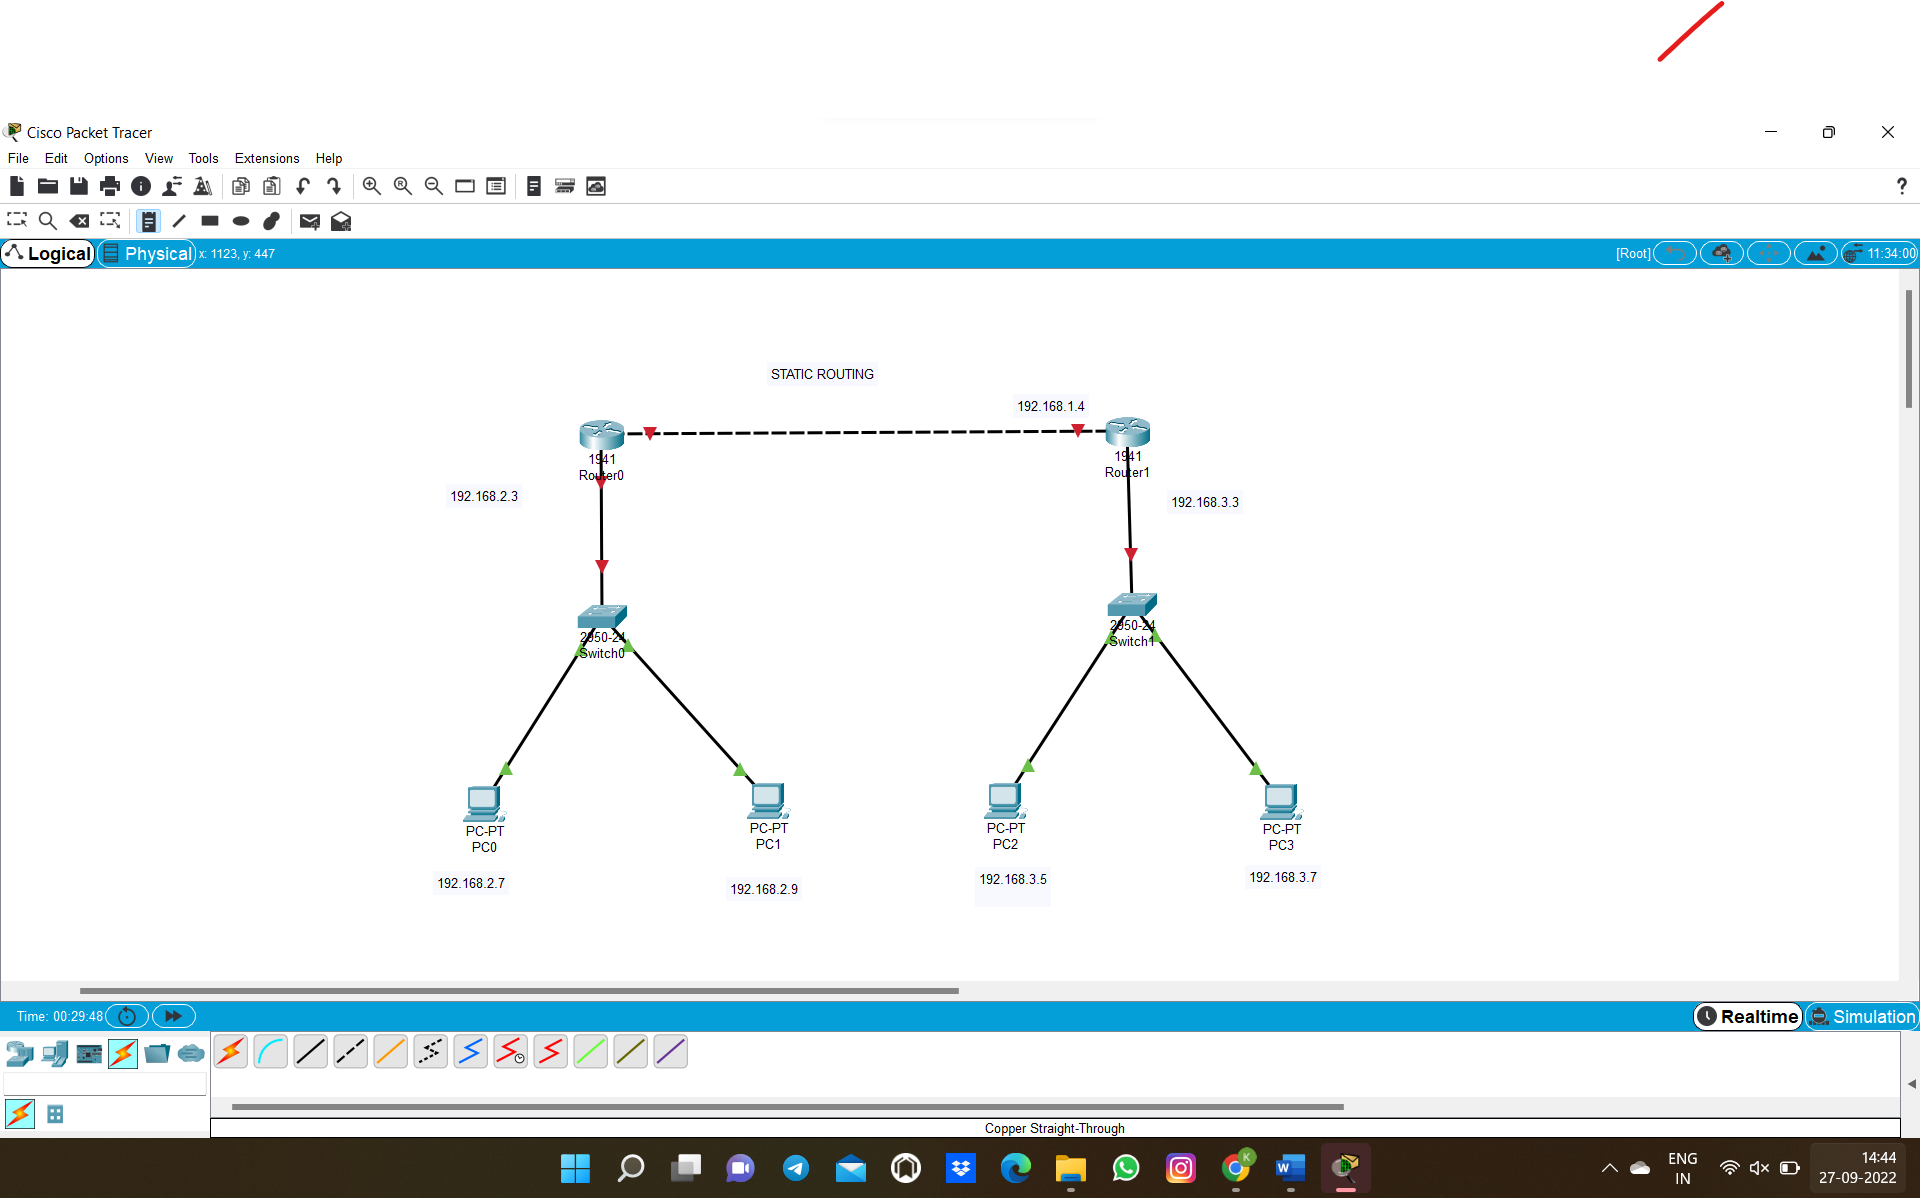 Cisco Packet Tracer
File Edit Options View Tools Extensions Help
?
Logical Physical x: 1123, y: 447 [Root] 11:34:00
STATIC ROUTING
192.168.1.4
1941
Router0
1941
Router1
192.168.2.3
192.168.3.3
2950-24
Switch0
2950-24
Switch1
PC-PT
PC0
PC-PT
PC1
PC-PT
PC2
PC-PT
PC3
192.168.2.7
192.168.2.9
192.168.3.5
192.168.3.7
Time: 00:29:48 Realtime Simulation
Copper Straight-Through
ENG
IN
14:44
27-09-2022